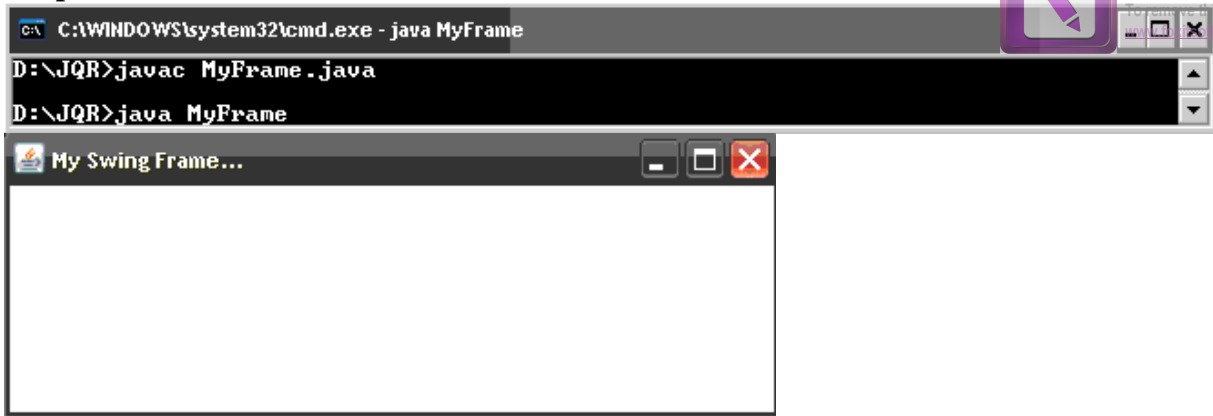 C:\WINDOWS\system32\cmd.exe - java MyFrame
D:\JQR>javac MyFrame.java
D:\JQR>java MyFrame
My Swing Frame...